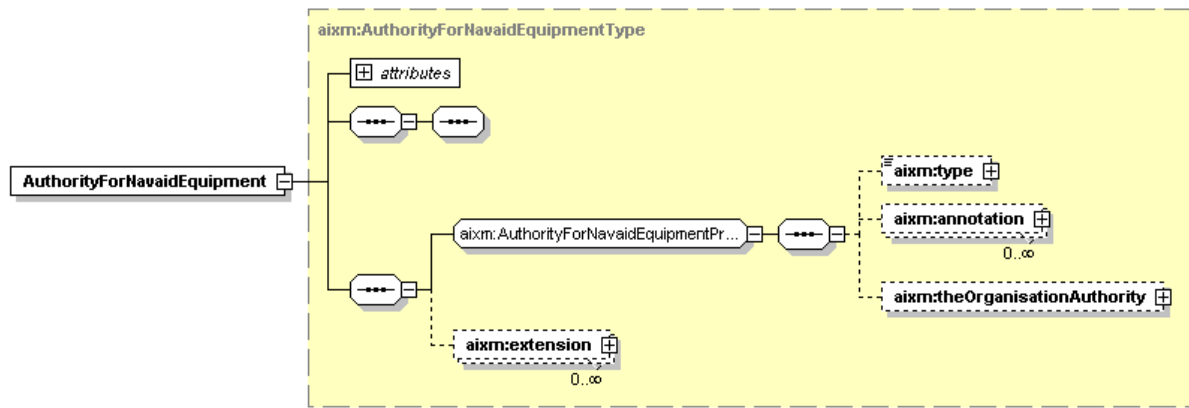 aixm:AuthorityForNavaidEquipmentType
attributes
AuthorityForNavaidEquipment
aixm:type
aixm:annotation
0..∞
aixm:AuthorityForNavaidEquipmentPr...
aixm:theOrganisationAuthority
aixm:extension
0..∞